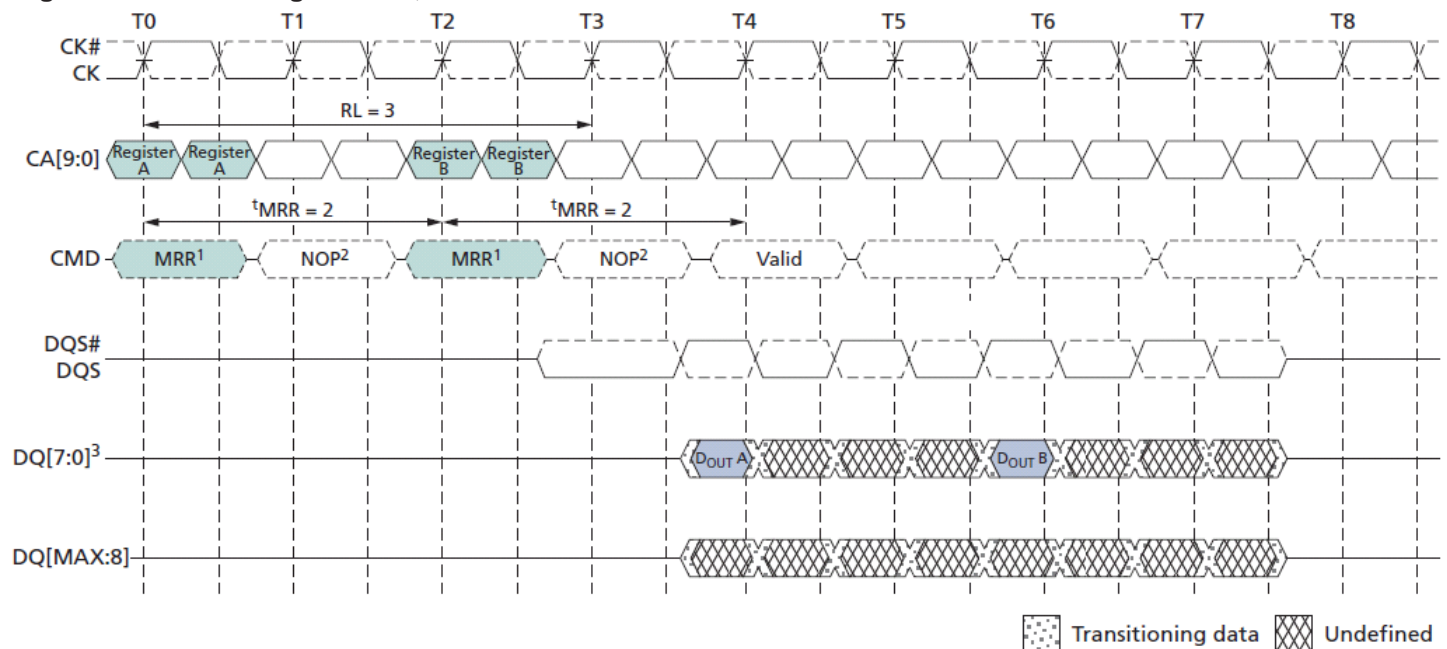 T0 T1 T2 T3 T4 T5 T6 T7 T8
CK#
CK
RL = 3
CA[9:0] Register A Register A Register B Register B
tMRR = 2 tMRR = 2
CMD MRR1 NOP2 MRR1 NOP2 Valid
DQS#
DQS
DQ[7:0]3 DOUT A DOUT B
DQ[MAX:8]
Transitioning data Undefined